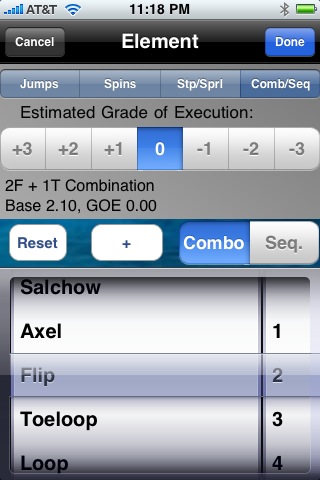 AT&T 11:18 PM
Cancel Element Done
Jumps Spins Stp/Sprl Comb/Seq
Estimated Grade of Execution:
+3 +2 +1 0 -1 -2 -3
2F + 1T Combination
Base 2.10, GOE 0.00
Reset + Combo Seq.
Salchow
Axel 1
Flip 2
Toeloop 3
Loop 4